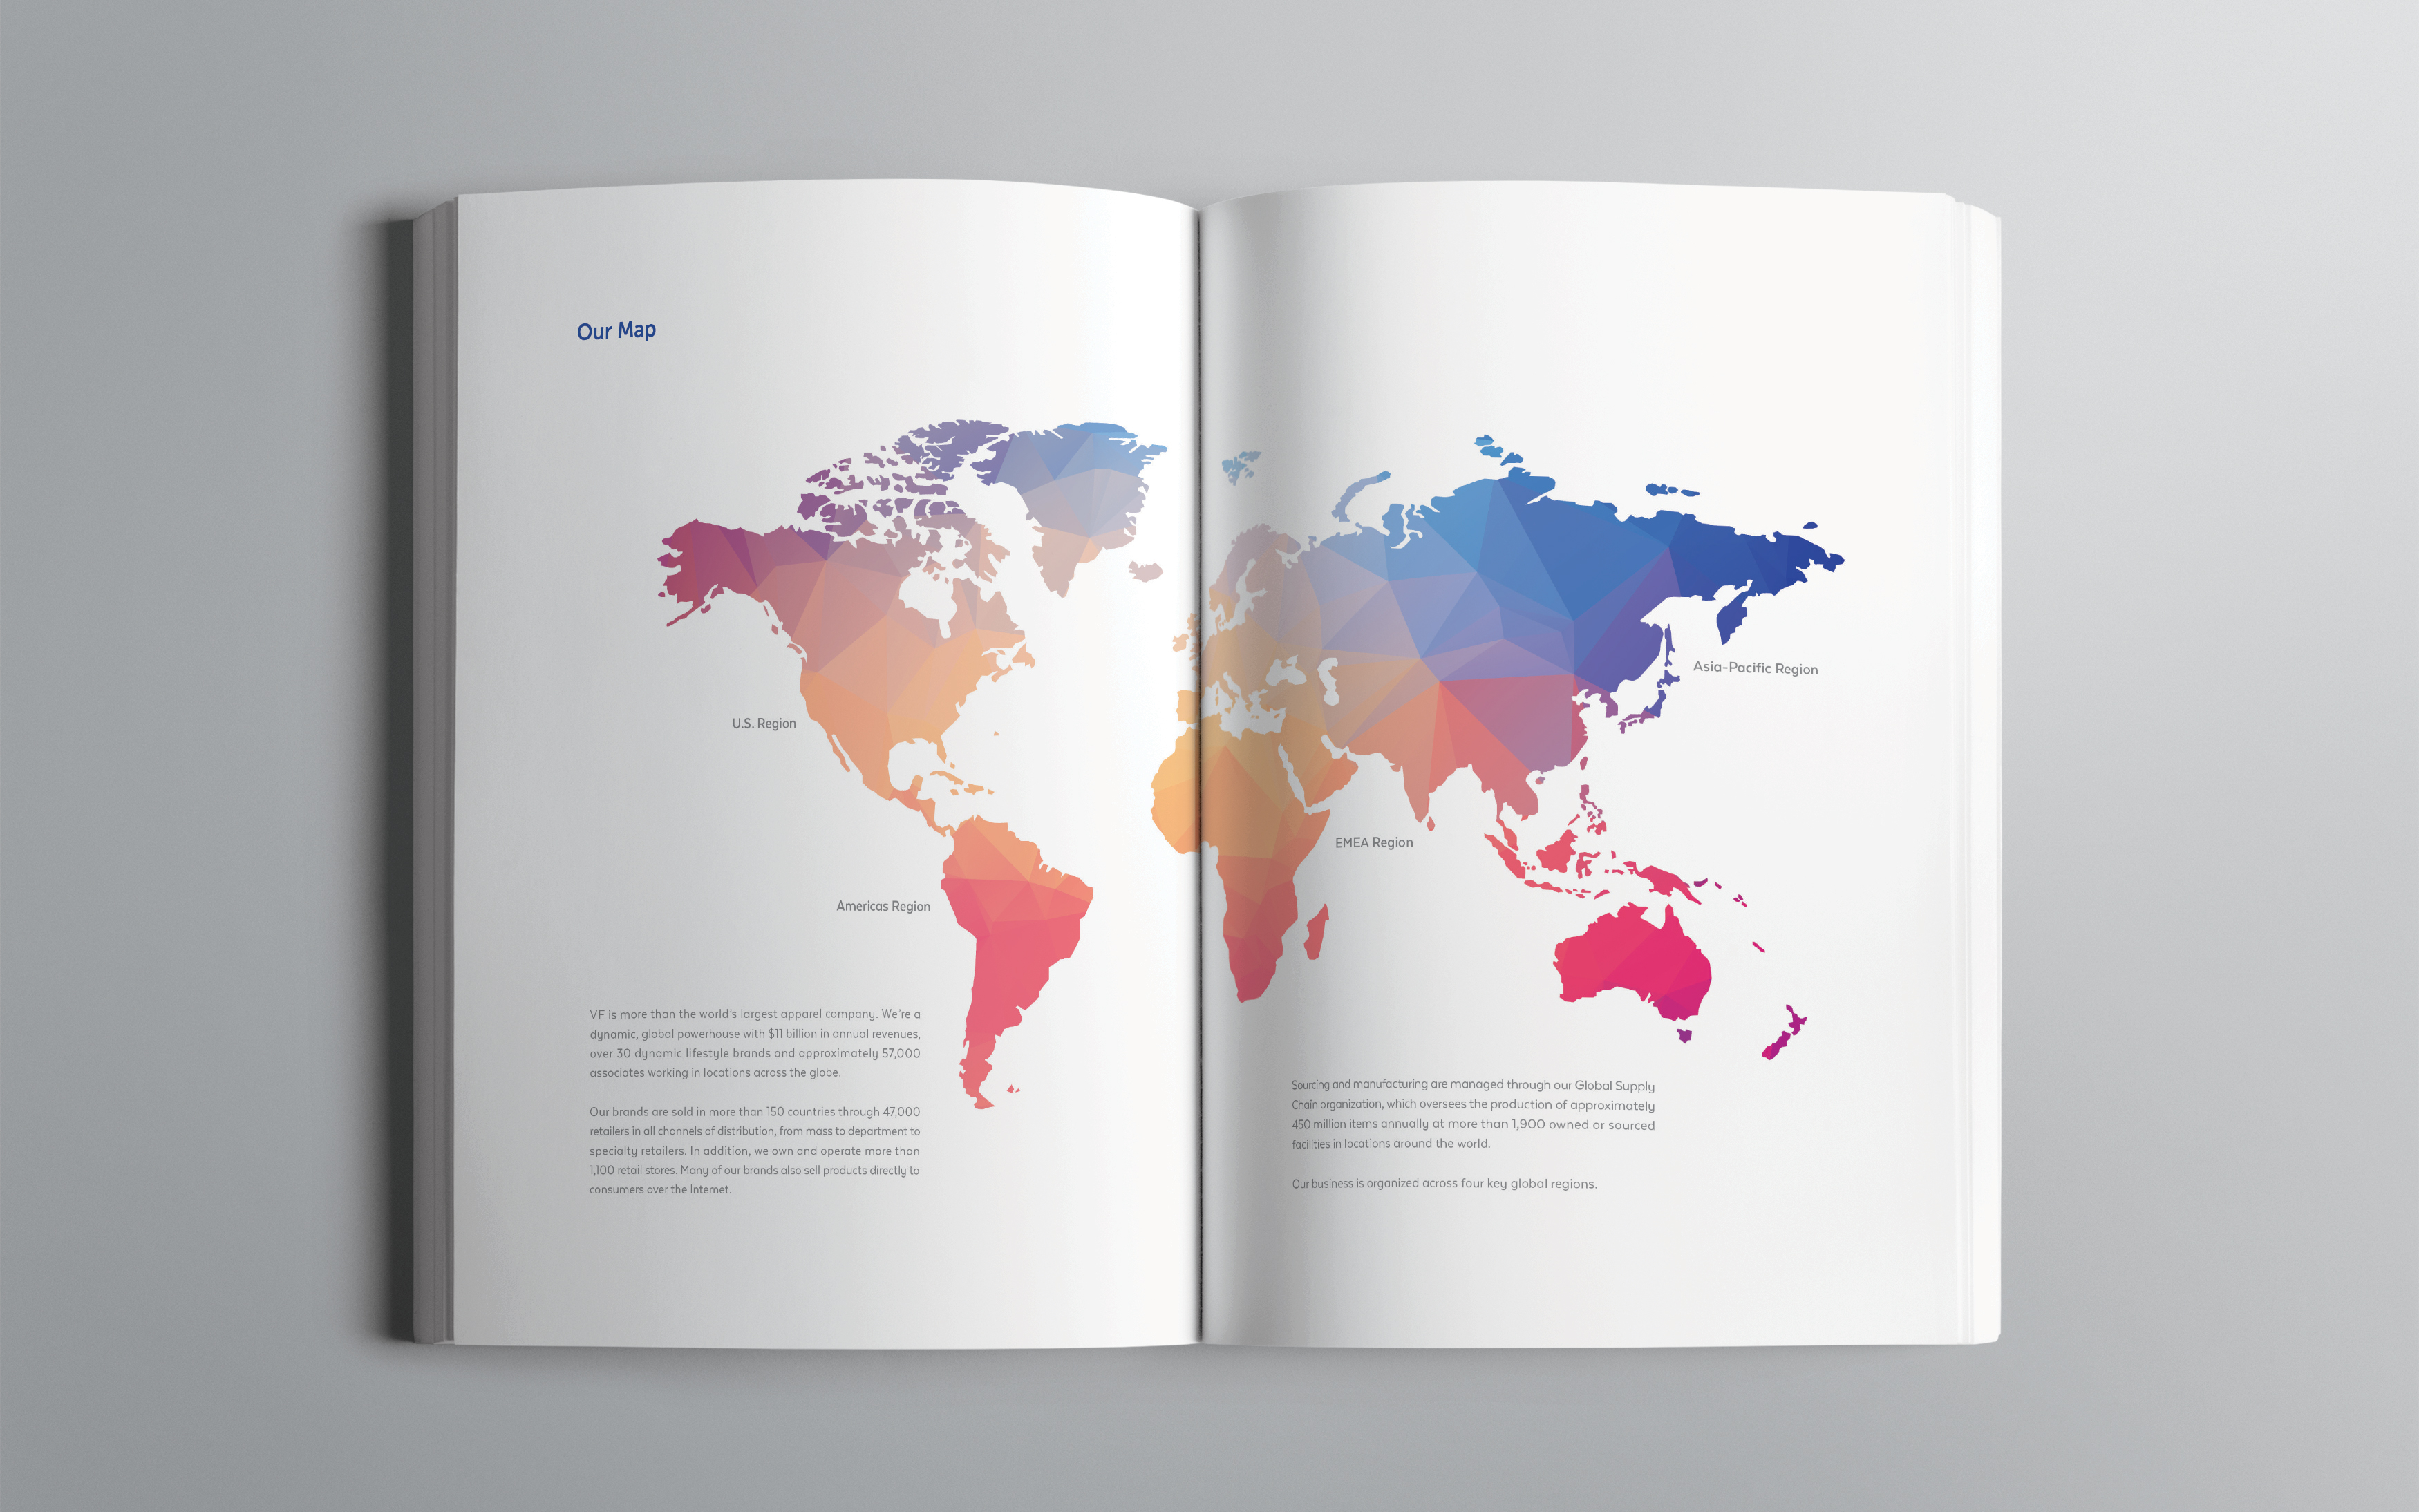 Our Map
U.S. Region
Americas Region
VF is more than the world's largest apparel company. We're a
dynamic, global powerhouse with $11 billion in annual revenues,
over 30 dynamic lifestyle brands and approximately 57,000
associates working in locations across the globe.
Our brands are sold in more than 150 countries through 47,000
retailers in all channels of distribution, from mass to department to
specialty retailers. In addition, we own and operate more than
1,100 retail stores. Many of our brands also sell products directly to
consumers over the Internet.
Asia-Pacific Region
EMEA Region
Sourcing and manufacturing are managed through our Global Supply
Chain organization, which oversees the production of approximately
450 million items annually at more than 1,900 owned or sourced
facilities in locations around the world.
Our business is organized across four key global regions.